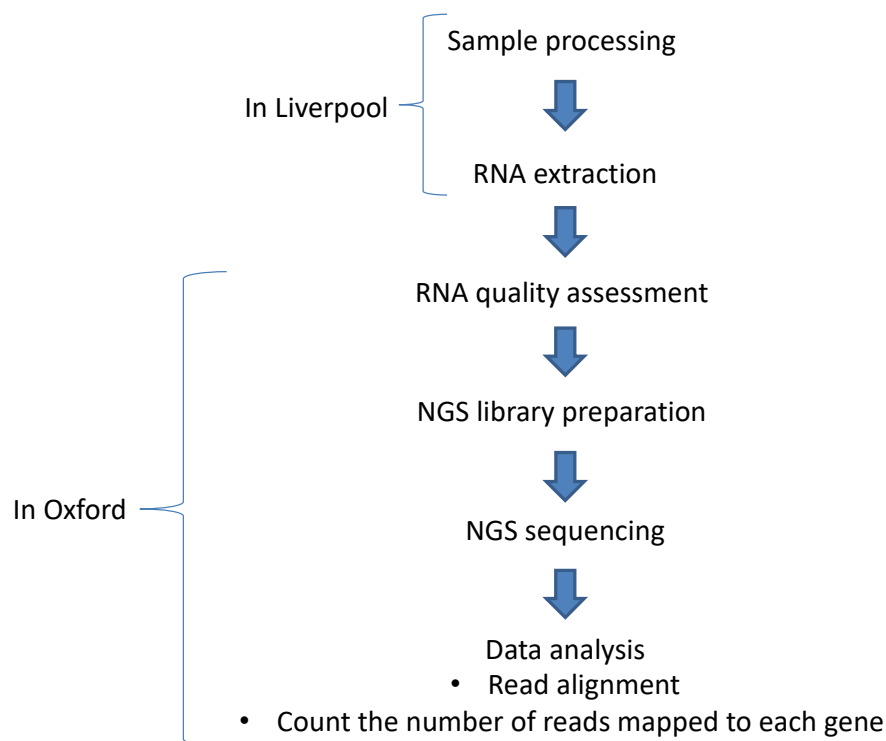 Sample processing
In Liverpool
RNA extraction
RNA quality assessment
NGS library preparation
In Oxford
NGS sequencing
Data analysis
• Read alignment
• Count the number of reads mapped to each gene